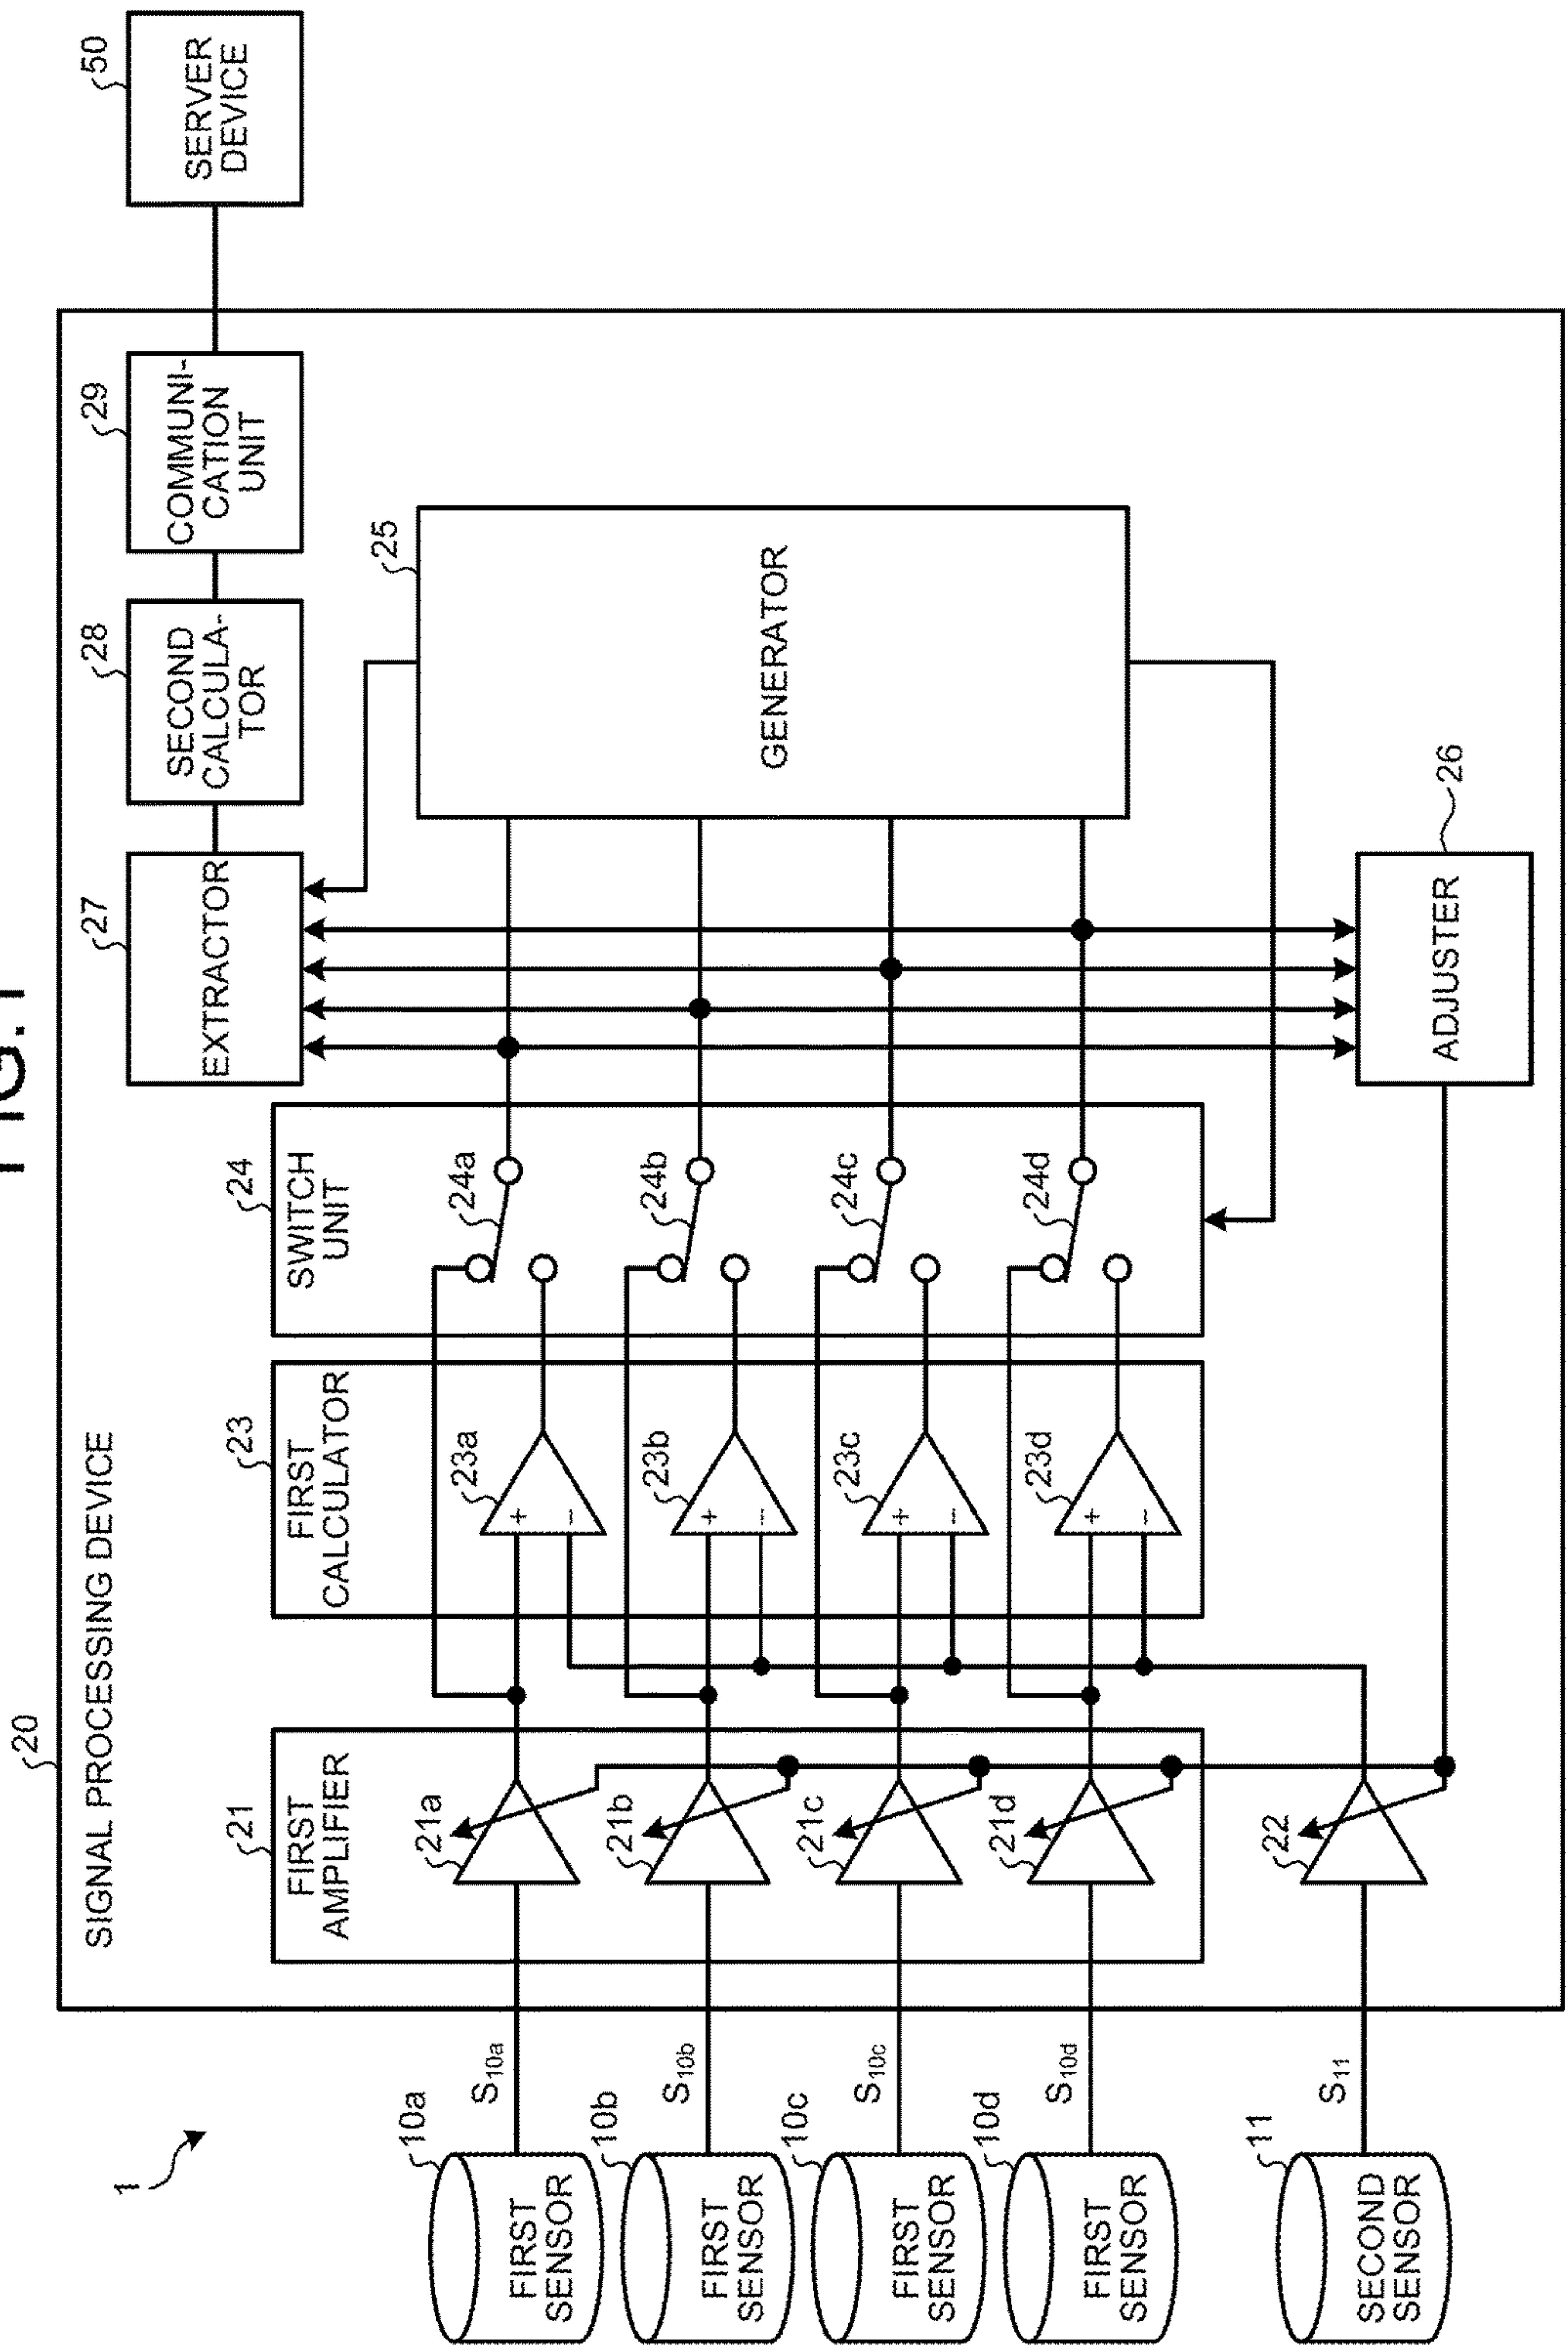 FIG.1
1
20
SIGNAL PROCESSING DEVICE
50
SERVER
DEVICE
29
COMMUNI-
CATION
UNIT
28
SECOND
CALCULA-
TOR
27
EXTRACTOR
25
GENERATOR
26
ADJUSTER
24
SWITCH
UNIT
24a
24b
24c
24d
23
FIRST
CALCULATOR
23a
+
−
23b
+
−
23c
+
−
23d
+
−
21
FIRST
AMPLIFIER
21a
21b
21c
21d
22
S10a
S10b
S10c
S10d
S11
10a
FIRST
SENSOR
10b
FIRST
SENSOR
10c
FIRST
SENSOR
10d
FIRST
SENSOR
11
SECOND
SENSOR